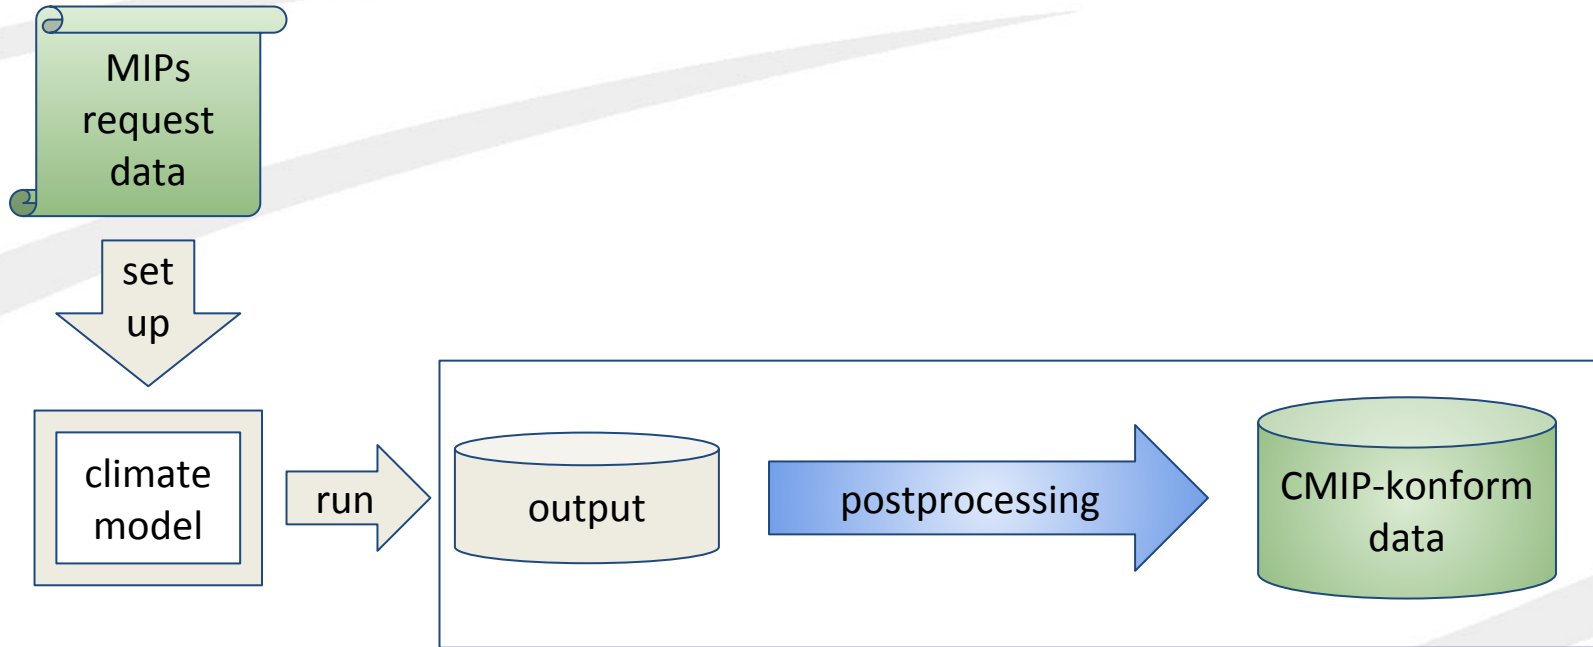 MIPs
request
data
set
up
climate
model
run
output
postprocessing
CMIP-konform
data